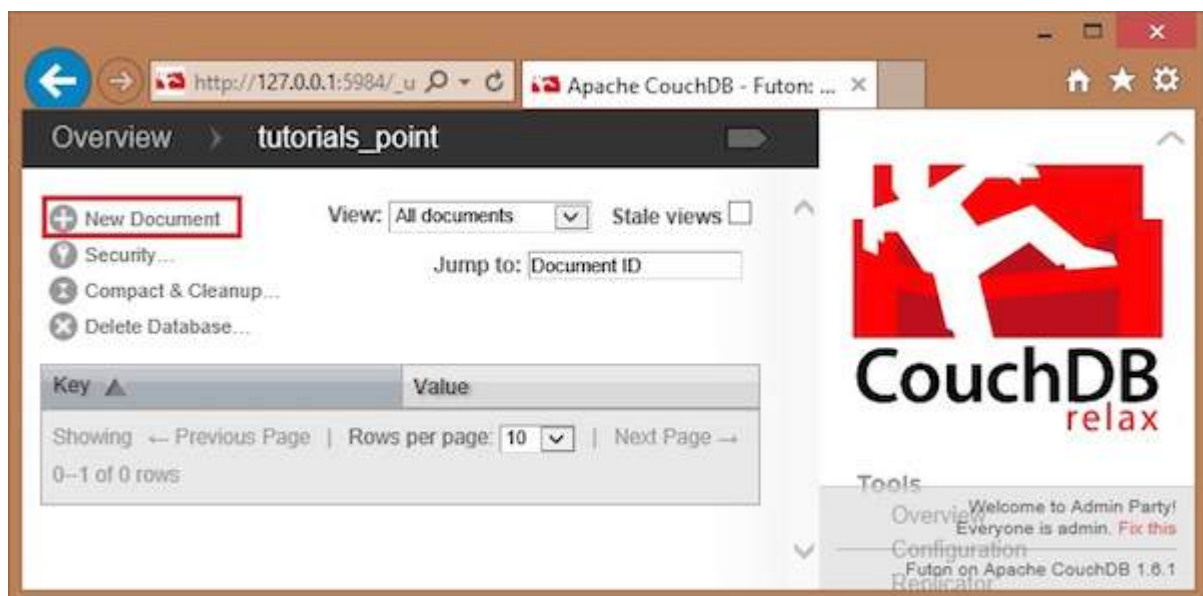 http://127.0.0.1:5984/_u
Apache CouchDB - Futon: ...
Overview
tutorials_point
New Document
View: All documents
Stale views
Security...
Jump to: Document ID
Compact & Cleanup...
Delete Database...
Key
Value
Showing ← Previous Page | Rows per page: 10 | Next Page →
0–1 of 0 rows
CouchDB
relax
Tools
Overview
Welcome to Admin Party!
Everyone is admin. Fix this
Configuration
Futon on Apache CouchDB 1.6.1
Replicator